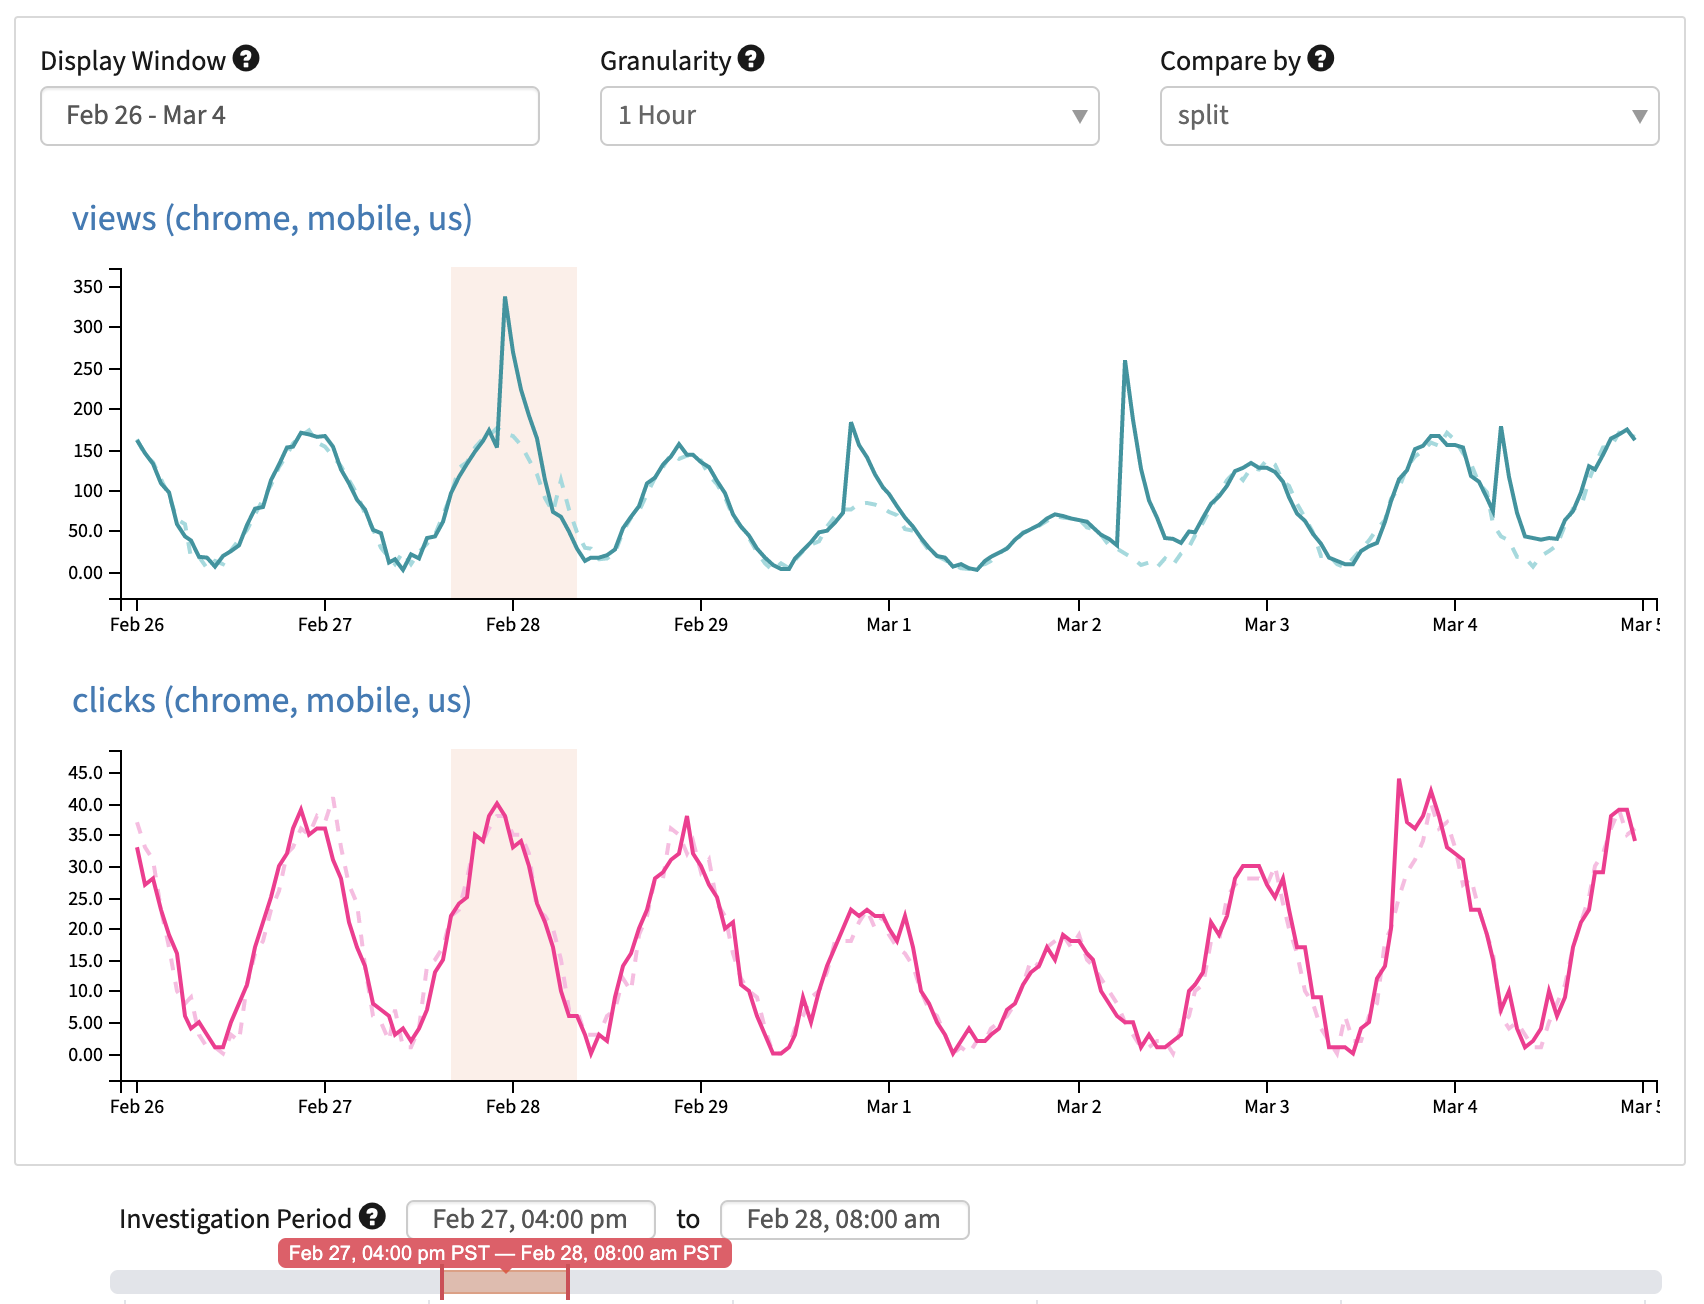 Display Window ?
Granularity ?
Compare by ?
Feb 26 - Mar 4
1 Hour
split
views (chrome, mobile, us)
350
300
250
200
150
100
50.0
0.00
Feb 26 Feb 27 Feb 28 Feb 29 Mar 1 Mar 2 Mar 3 Mar 4 Mar 5
clicks (chrome, mobile, us)
45.0
40.0
35.0
30.0
25.0
20.0
15.0
10.0
5.00
0.00
Feb 26 Feb 27 Feb 28 Feb 29 Mar 1 Mar 2 Mar 3 Mar 4 Mar 5
Investigation Period ? Feb 27, 04:00 pm to Feb 28, 08:00 am
Feb 27, 04:00 pm PST — Feb 28, 08:00 am PST